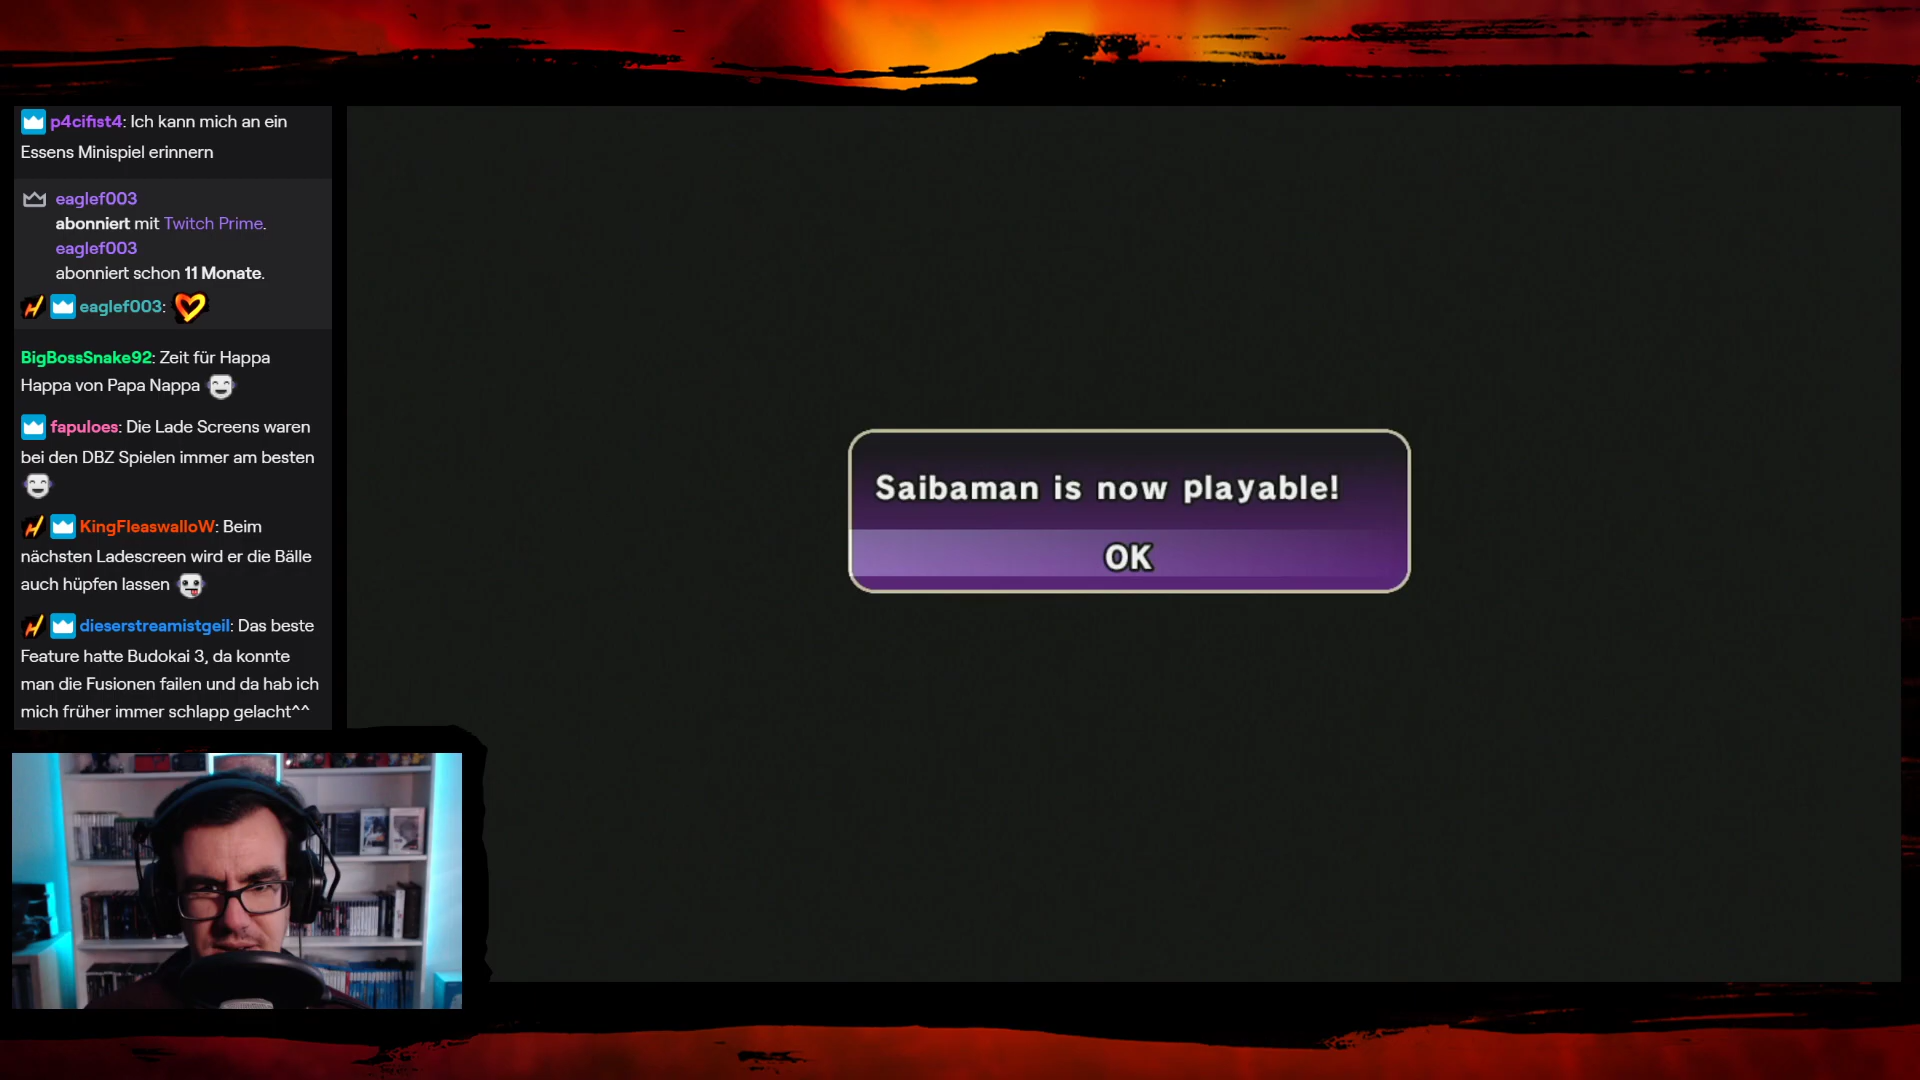 p4cifist4: Ich kann mich an ein
Essens Minispiel erinnern
eaglef003
abonniert mit Twitch Prime.
eaglef003
abonniert schon 11 Monate.
eaglef003:
BigBossSnake92: Zeit für Happa
Happa von Papa Nappa
fapuloes: Die Lade Screens waren
bei den DBZ Spielen immer am besten
KingFleaswalloW: Beim
nächsten Ladescreen wird er die Bälle
auch hüpfen lassen
dieserstreamistgeil: Das beste
Feature hatte Budokai 3, da konnte
man die Fusionen failen und da hab ich
mich früher immer schlapp gelacht^^
Saibaman is now playable!
OK